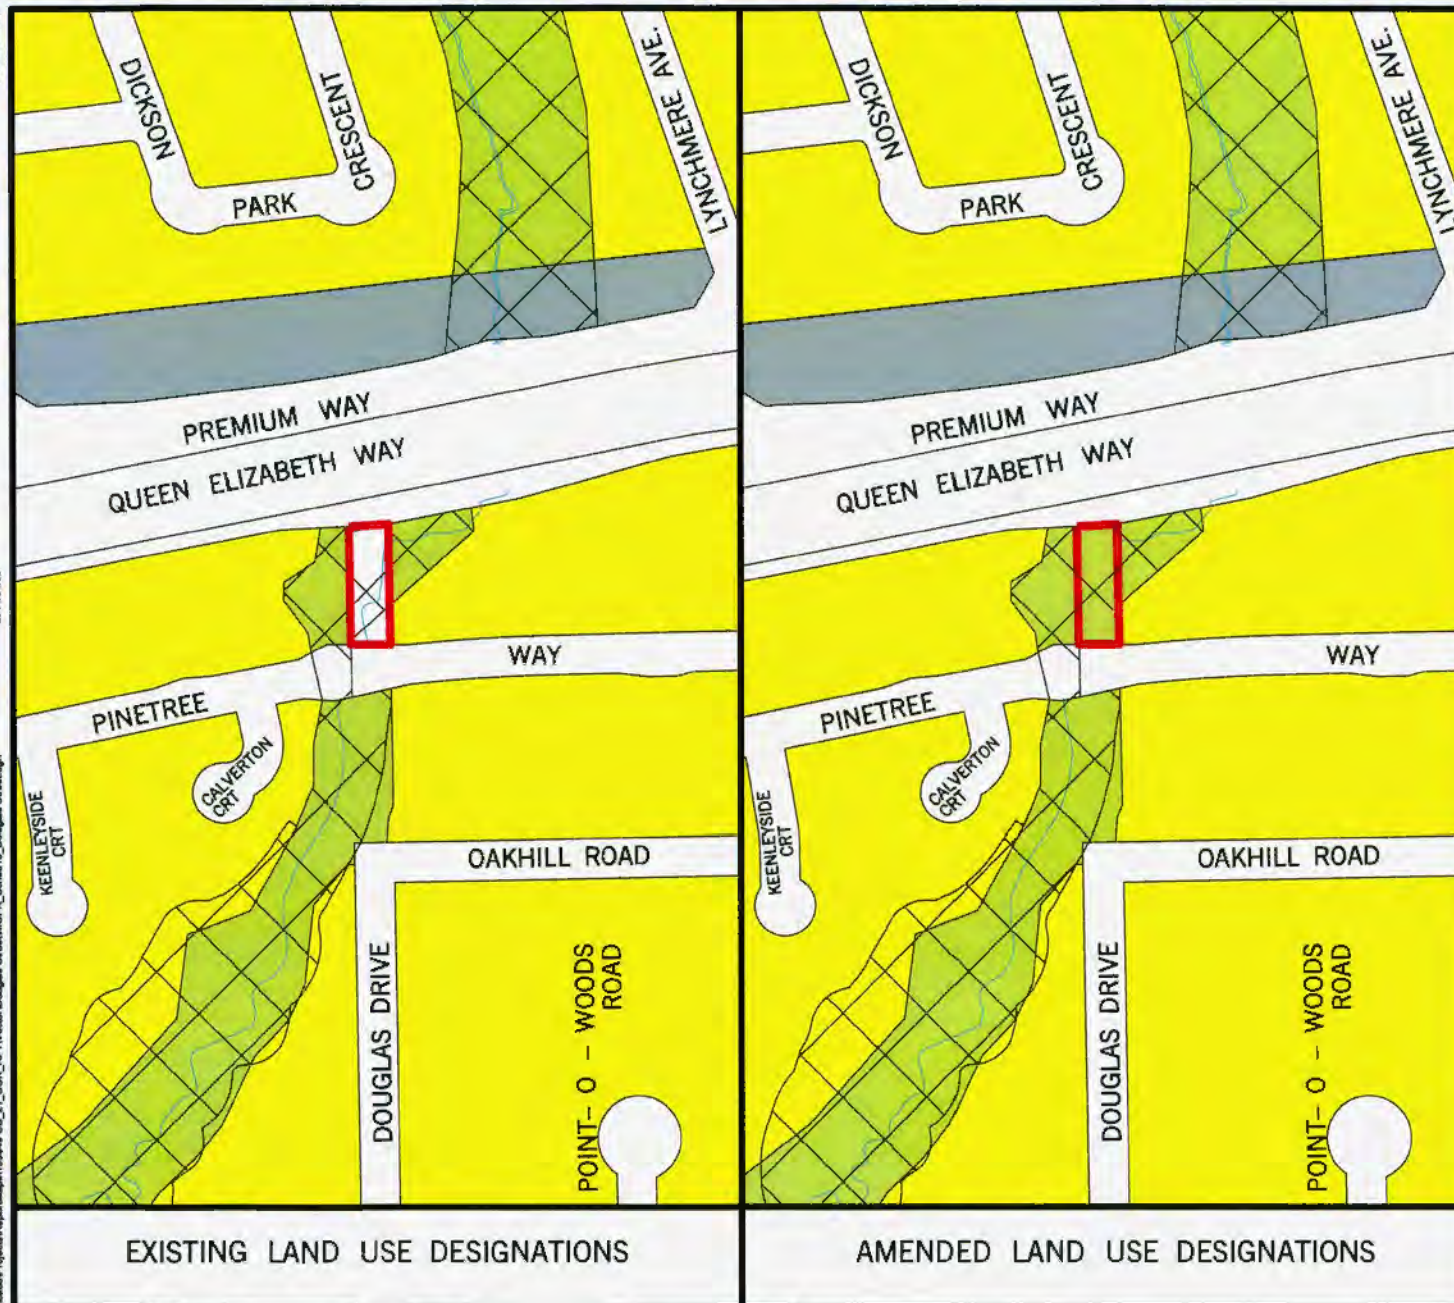 DICKSON
CRESCENT
PARK
LYNCHMERE AVE.
PREMIUM WAY
QUEEN ELIZABETH WAY
WAY
PINETREE
CALVERTON
CRT
KEENLEYSIDE
CRT
OAKHILL ROAD
DOUGLAS DRIVE
POINT- O - WOODS
ROAD
EXISTING LAND USE DESIGNATIONS
DICKSON
CRESCENT
PARK
LYNCHMERE AVE.
PREMIUM WAY
QUEEN ELIZABETH WAY
WAY
PINETREE
CALVERTON
CRT
KEENLEYSIDE
CRT
OAKHILL ROAD
DOUGLAS DRIVE
POINT- O - WOODS
ROAD
AMENDED LAND USE DESIGNATIONS